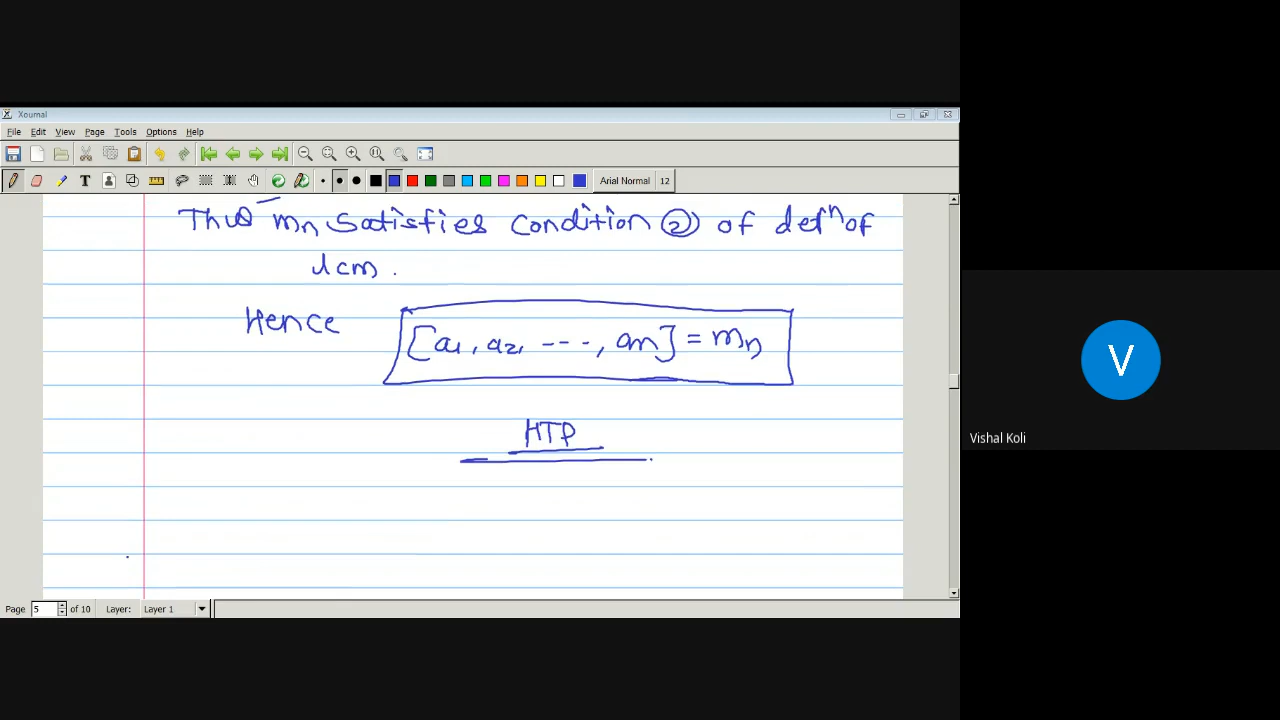 Xournal
File Edit View Page Tools Options Help
Arial Normal 12
Thus mn satisfies condition ② of defⁿ of
lcm.
Hence [a1, a2, ---, an] = mn
HTP
Page 5 of 10 Layer: Layer 1
V
Vishal Koli